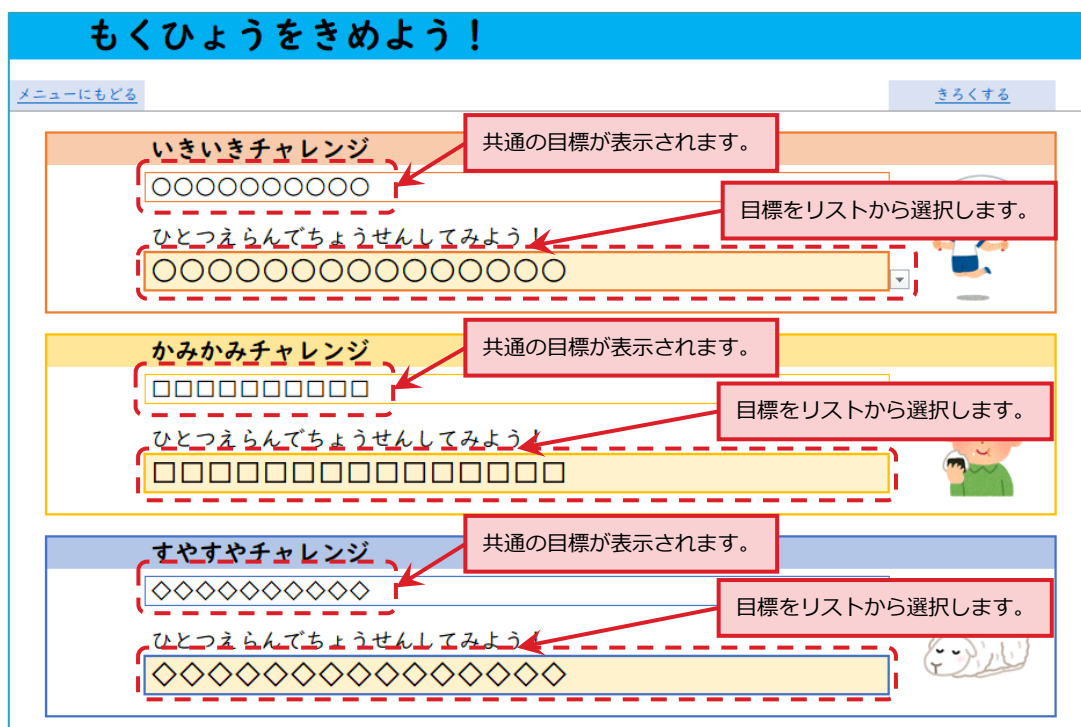 もくひょうをきめよう！
メニューにもどる
きろくする
いきいきチャレンジ
共通の目標が表示されます。
○○○○○○○○○○
目標をリストから選択します。
ひとつえらんでちょうせんしてみよう！
○○○○○○○○○○○○○○○
かみかみチャレンジ
共通の目標が表示されます。
□□□□□□□□□□
目標をリストから選択します。
ひとつえらんでちょうせんしてみよう！
□□□□□□□□□□□□□□□
すやすやチャレンジ
共通の目標が表示されます。
◇◇◇◇◇◇◇◇◇◇
目標をリストから選択します。
ひとつえらんでちょうせんしてみよう！
◇◇◇◇◇◇◇◇◇◇◇◇◇◇◇